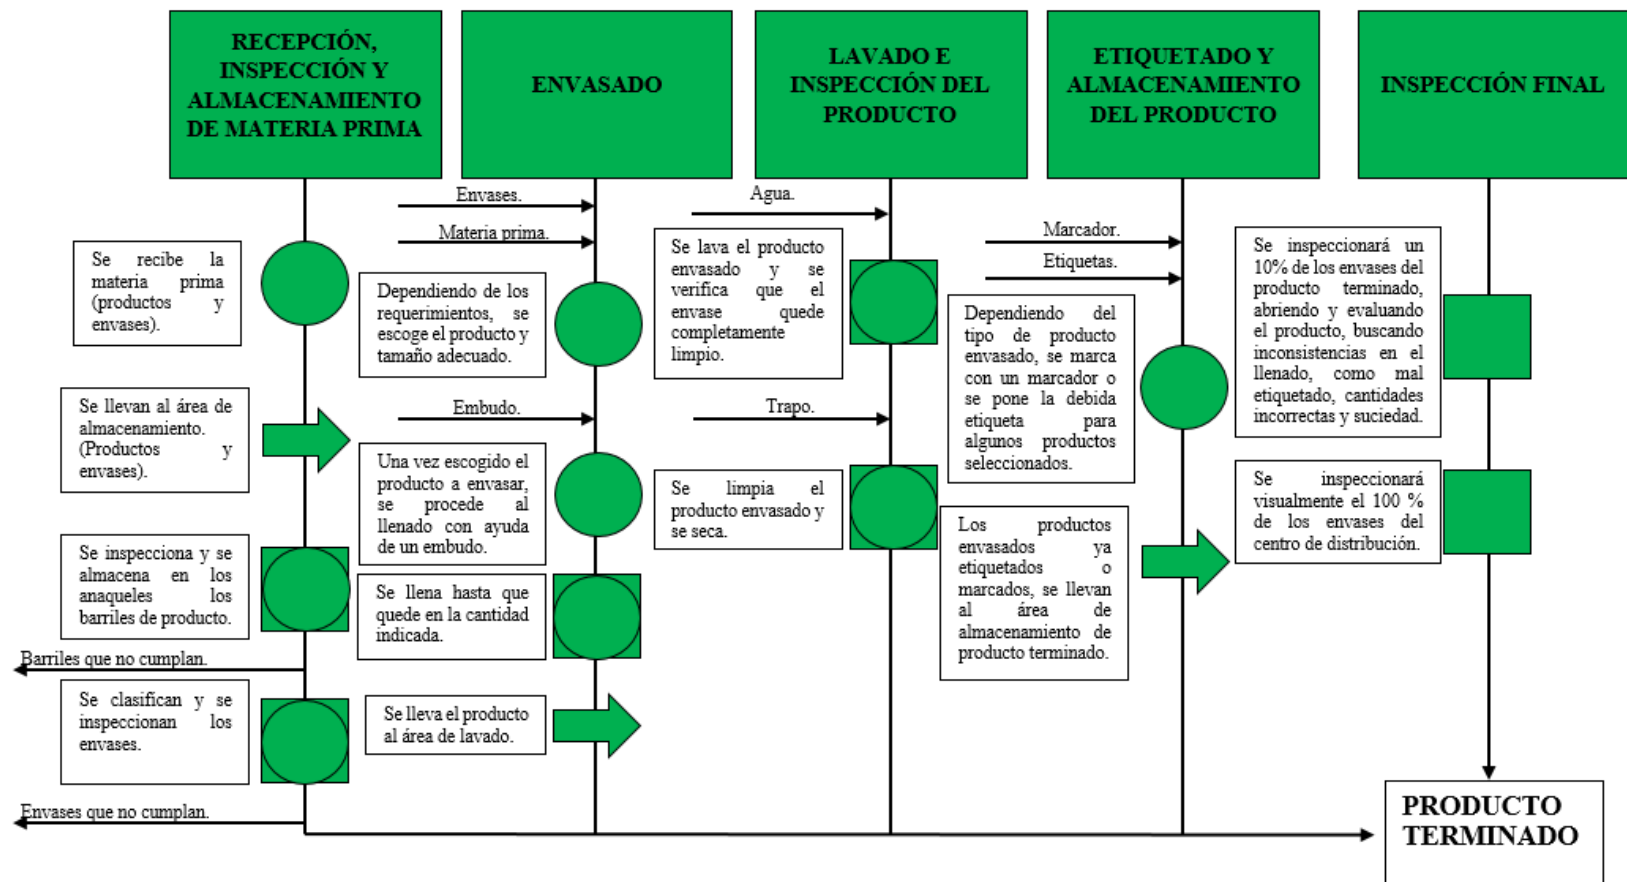 RECEPCIÓN,
INSPECCIÓN Y
ALMACENAMIENTO
DE MATERIA PRIMA
Se recibe la
materia prima
(productos y
envases).
Se llevan al área de
almacenamiento.
(Productos y
envases).
Se inspecciona y se
almacena en los
anaqueles los
barriles de producto.
Barriles que no cumplan.
Se clasifican y se
inspeccionan los
envases.
Envases que no cumplan.
ENVASADO
Envases.
Materia prima.
Dependiendo de los
requerimientos, se
escoge el producto y
tamaño adecuado.
Embudo.
Una vez escogido el
producto a envasar,
se procede al
llenado con ayuda
de un embudo.
Se llena hasta que
quede en la cantidad
indicada.
Se lleva el producto
al área de lavado.
LAVADO E
INSPECCIÓN DEL
PRODUCTO
Agua.
Se lava el producto
envasado y se
verifica que el
envase quede
completamente
limpio.
Trapo.
Se limpia el
producto envasado y
se seca.
ETIQUETADO Y
ALMACENAMIENTO
DEL PRODUCTO
Marcador.
Etiquetas.
Dependiendo del
tipo de producto
envasado, se marca
con un marcador o
se pone la debida
etiqueta para
algunos productos
seleccionados.
Los productos
envasados ya
etiquetados o
marcados, se llevan
al área de
almacenamiento de
producto terminado.
INSPECCIÓN FINAL
Se inspeccionará un
10% de los envases del
producto terminado,
abriendo y evaluando
el producto, buscando
inconsistencias en el
llenado, como mal
etiquetado, cantidades
incorrectas y suciedad.
Se inspeccionará
visualmente el 100 %
de los envases del
centro de distribución.
PRODUCTO
TERMINADO